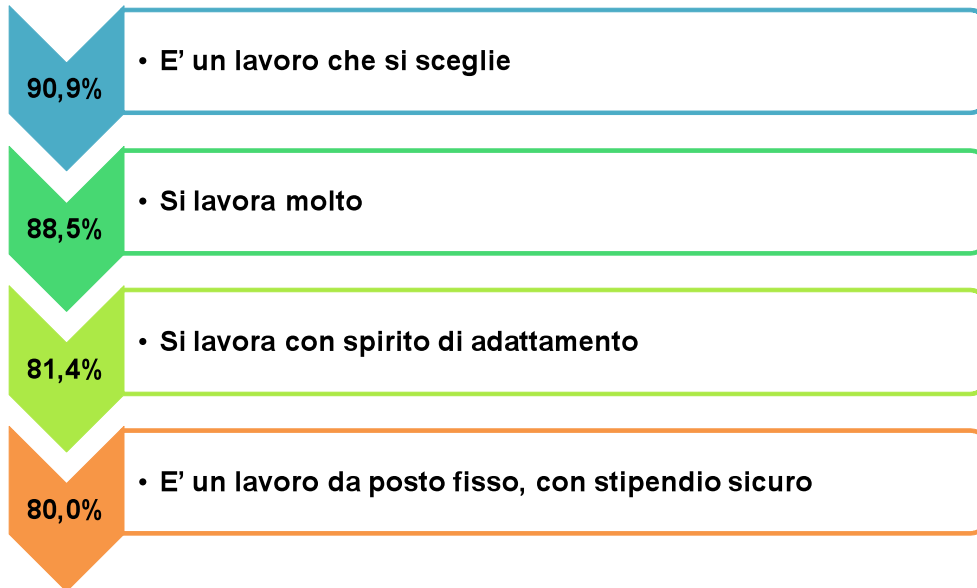 90,9%
• E’ un lavoro che si sceglie
88,5%
• Si lavora molto
81,4%
• Si lavora con spirito di adattamento
80,0%
• E’ un lavoro da posto fisso, con stipendio sicuro